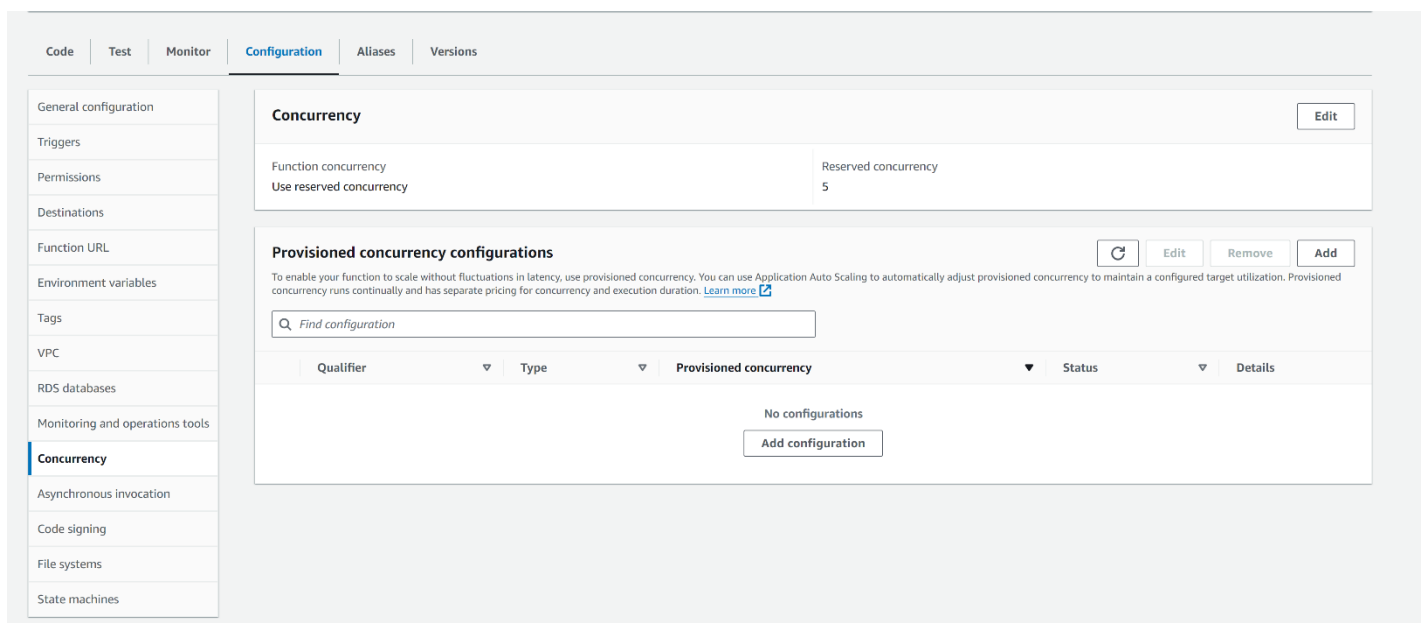 Code Test Monitor Configuration Aliases Versions
General configuration
Triggers
Permissions
Destinations
Function URL
Environment variables
Tags
VPC
RDS databases
Monitoring and operations tools
Concurrency
Asynchronous invocation
Code signing
File systems
State machines
Concurrency
Edit
Function concurrency
Use reserved concurrency
Reserved concurrency
5
Provisioned concurrency configurations
Edit Remove Add
To enable your function to scale without fluctuations in latency, use provisioned concurrency. You can use Application Auto Scaling to automatically adjust provisioned concurrency to maintain a configured target utilization. Provisioned
concurrency runs continually and has separate pricing for concurrency and execution duration. Learn more
Find configuration
Qualifier Type Provisioned concurrency Status Details
No configurations
Add configuration